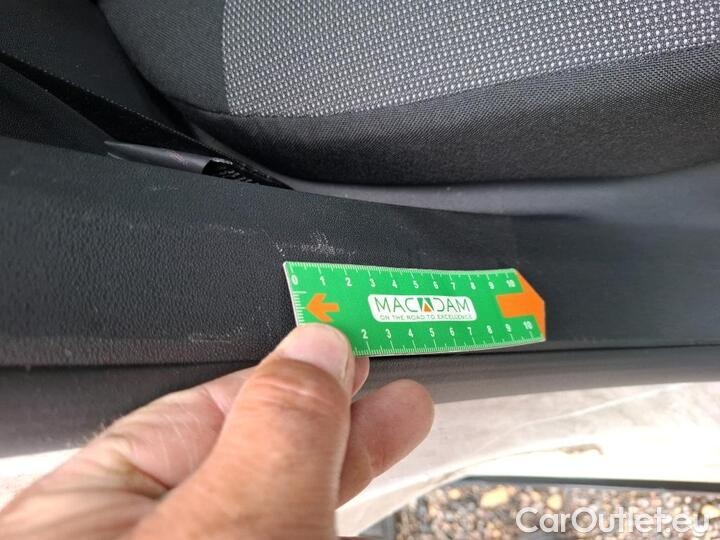 0 1 2 3 4 5 6 7 8 9 10
MACADAM
ON THE ROAD TO EXCELLENCE
2 3 4 5 6 7 8 9 10
CarOutlet.eu